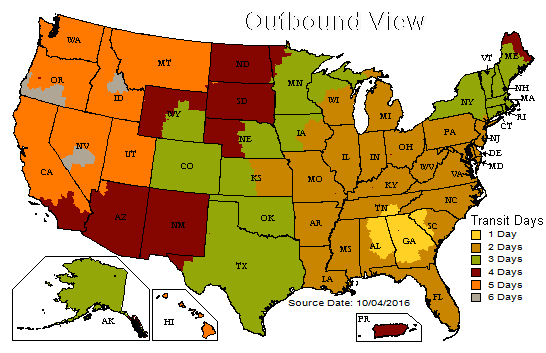 Outbound View
WA
MT
ND
ME
VT
OR
ID
MN
SD
WY
WI
NH
MA
NY
MI
RI
CT
IA
NE
PA
NJ
NV
UT
OH
IL
IN
DE
MD
CO
WV
VA
CA
KS
MO
KY
NC
TN
OK
AR
AZ
NM
SC
MS
AL
GA
TX
LA
FL
Transit Days
1 Day
2 Days
3 Days
4 Days
5 Days
6 Days
Source Date: 10/04/2016
AK
HI
PR